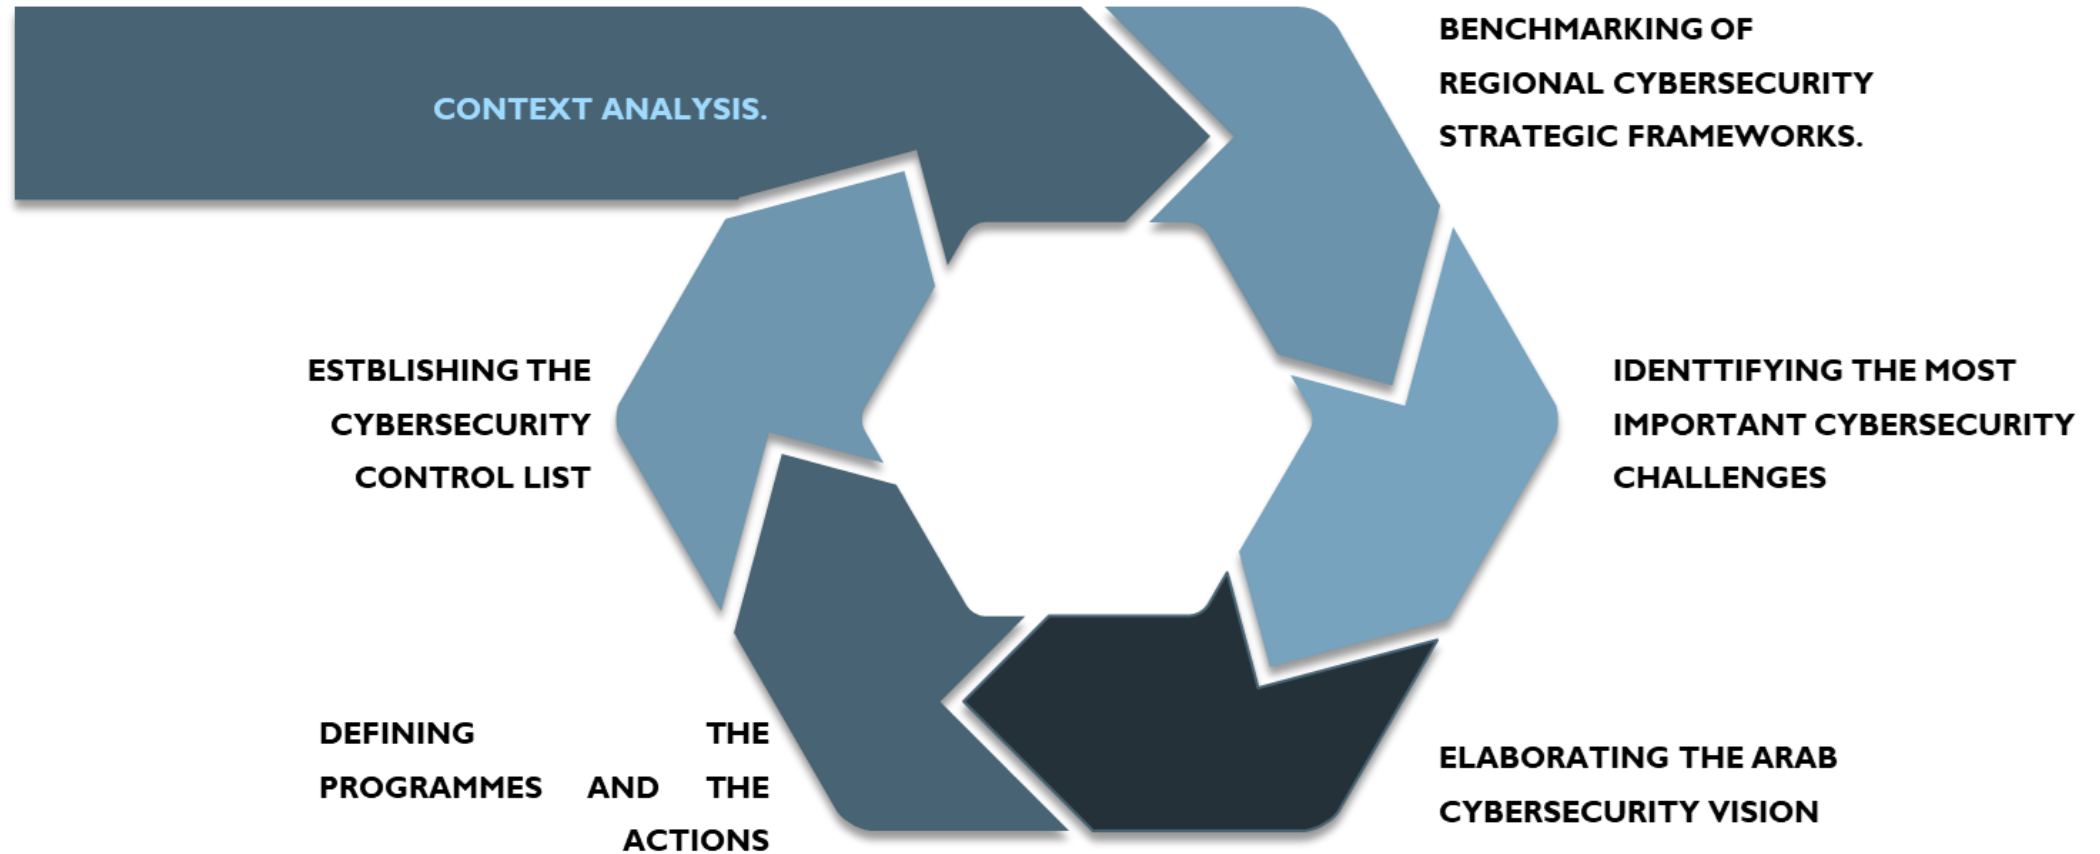 CONTEXT ANALYSIS.
BENCHMARKING OF
REGIONAL CYBERSECURITY
STRATEGIC FRAMEWORKS.
IDENTTIFYING THE MOST
IMPORTANT CYBERSECURITY
CHALLENGES
ELABORATING THE ARAB
CYBERSECURITY VISION
DEFINING THE
PROGRAMMES AND THE
ACTIONS
ESTBLISHING THE
CYBERSECURITY
CONTROL LIST